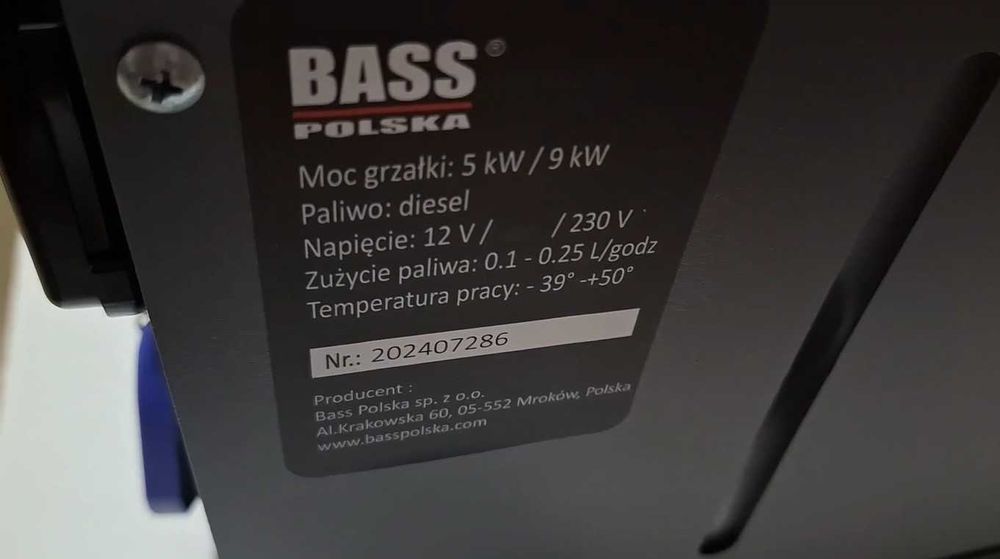 BASS ®
POLSKA
Moc grzałki: 5 kW / 9 kW
Paliwo: diesel
Napięcie: 12 V / / 230 V
Zużycie paliwa: 0.1 - 0.25 L/godz
Temperatura pracy: - 39° -+50°
Nr.: 202407286
Producent :
Bass Polska sp. z o.o.
Al.Krakowska 60, 05-552 Mroków, Polska
www.basspolska.com